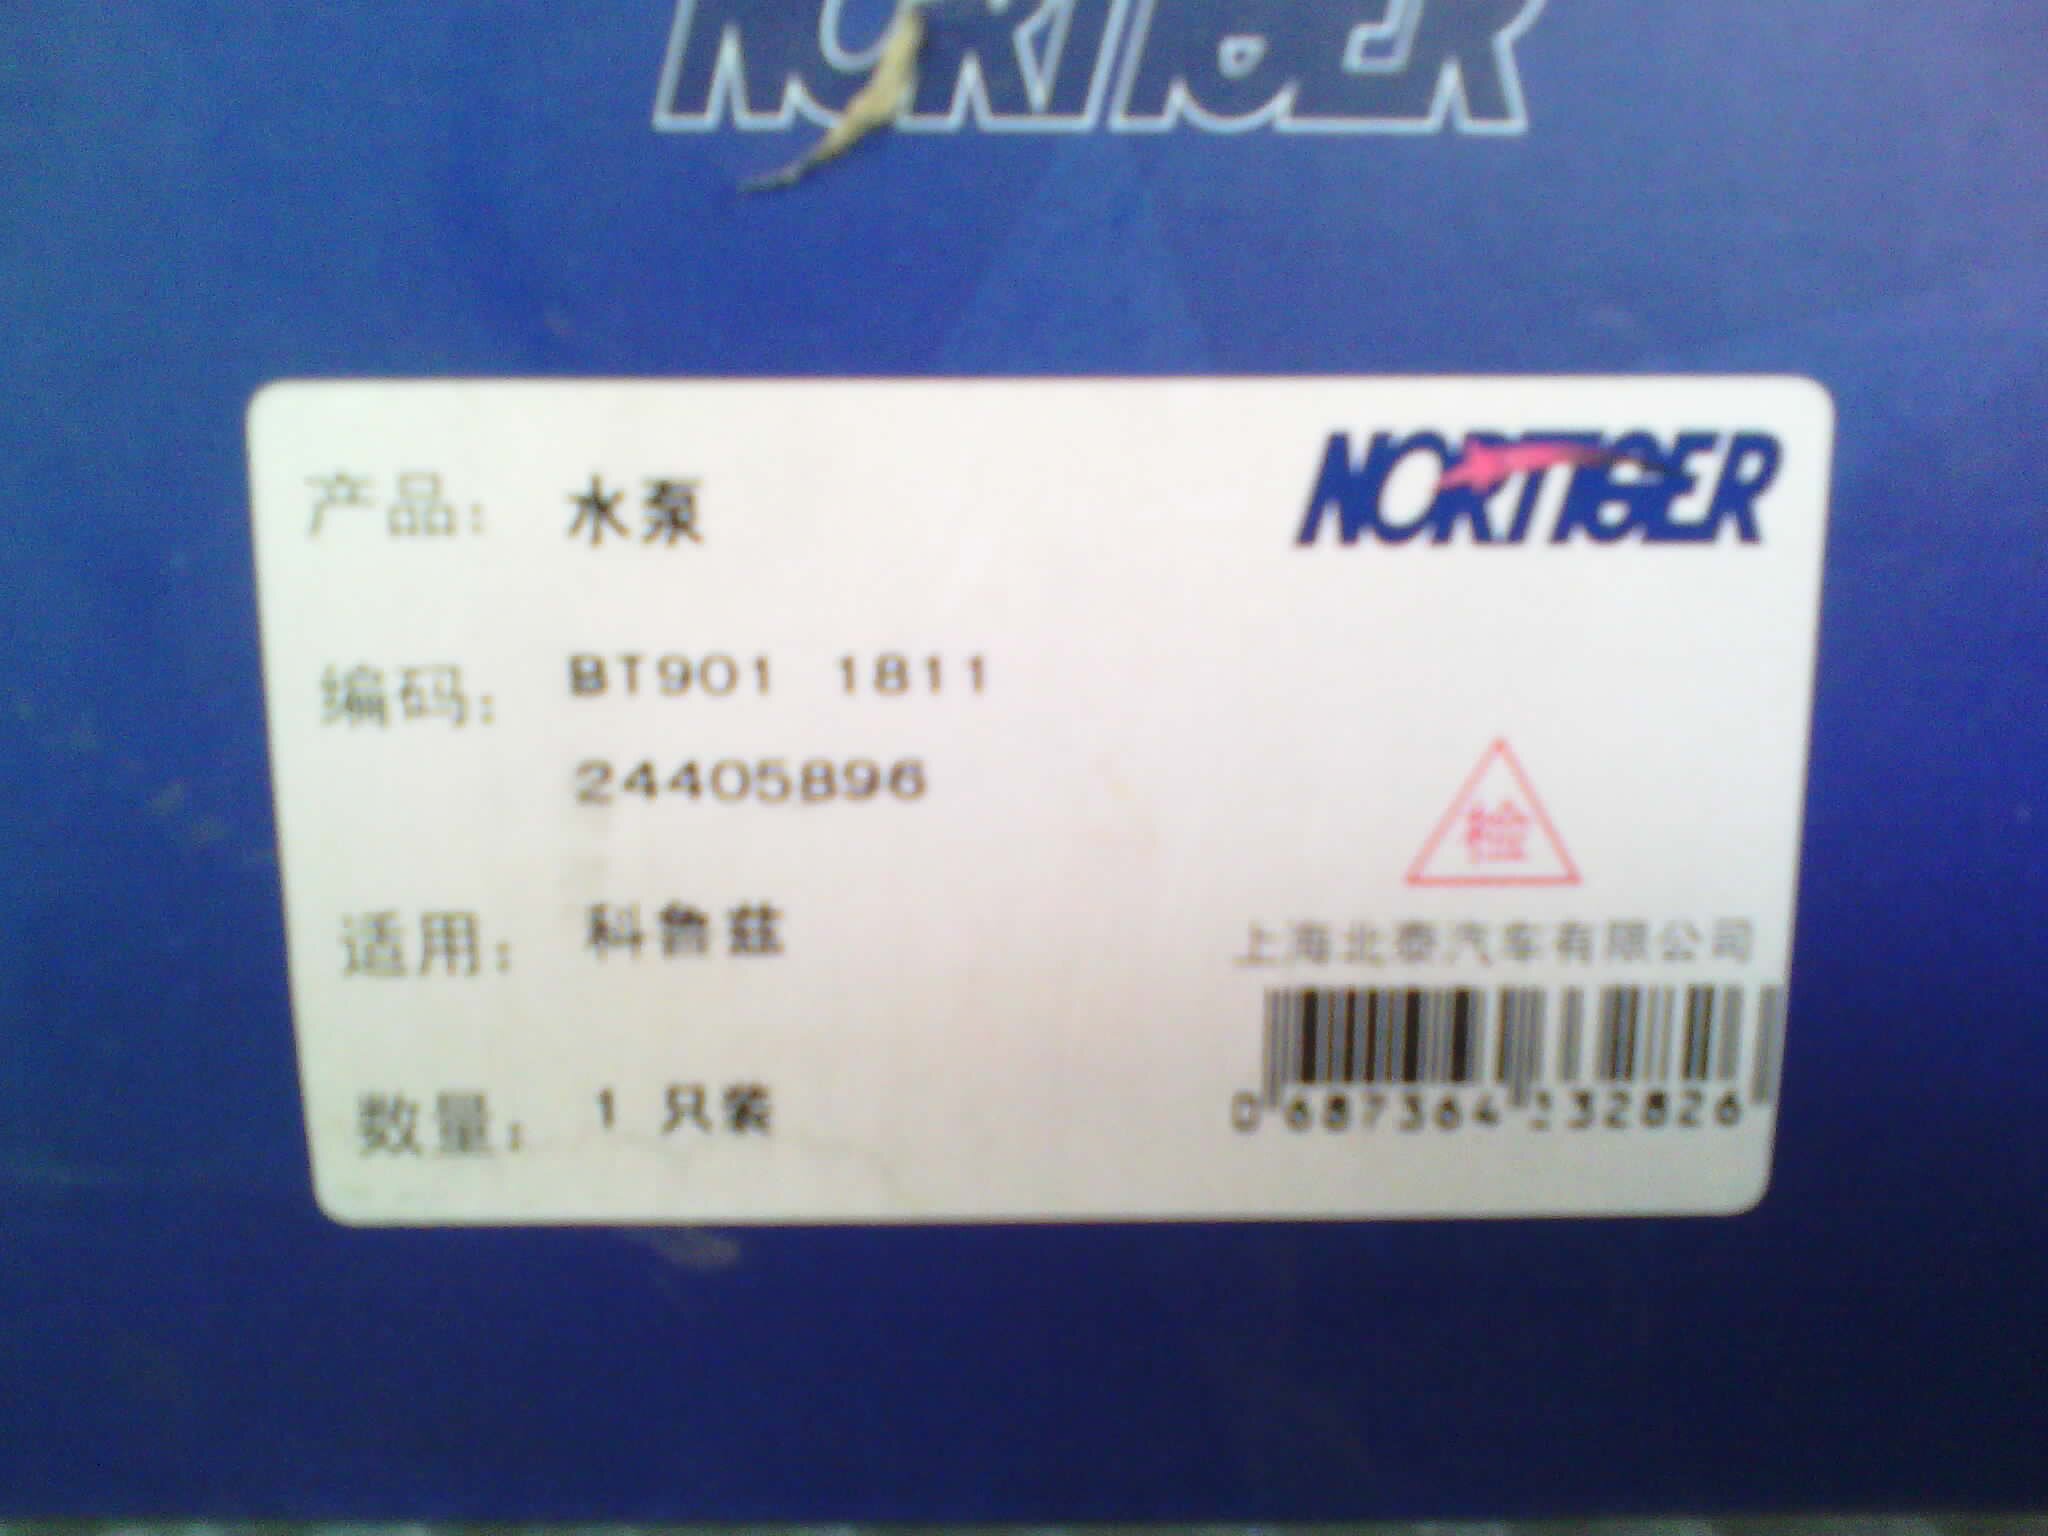 NORTIGER
NORTIGER
产品: 水泵
编码: BT901 1811
24405896
检
适用: 科鲁兹
上海北泰汽车有限公司
数量: 1 只装
0 687364 132826